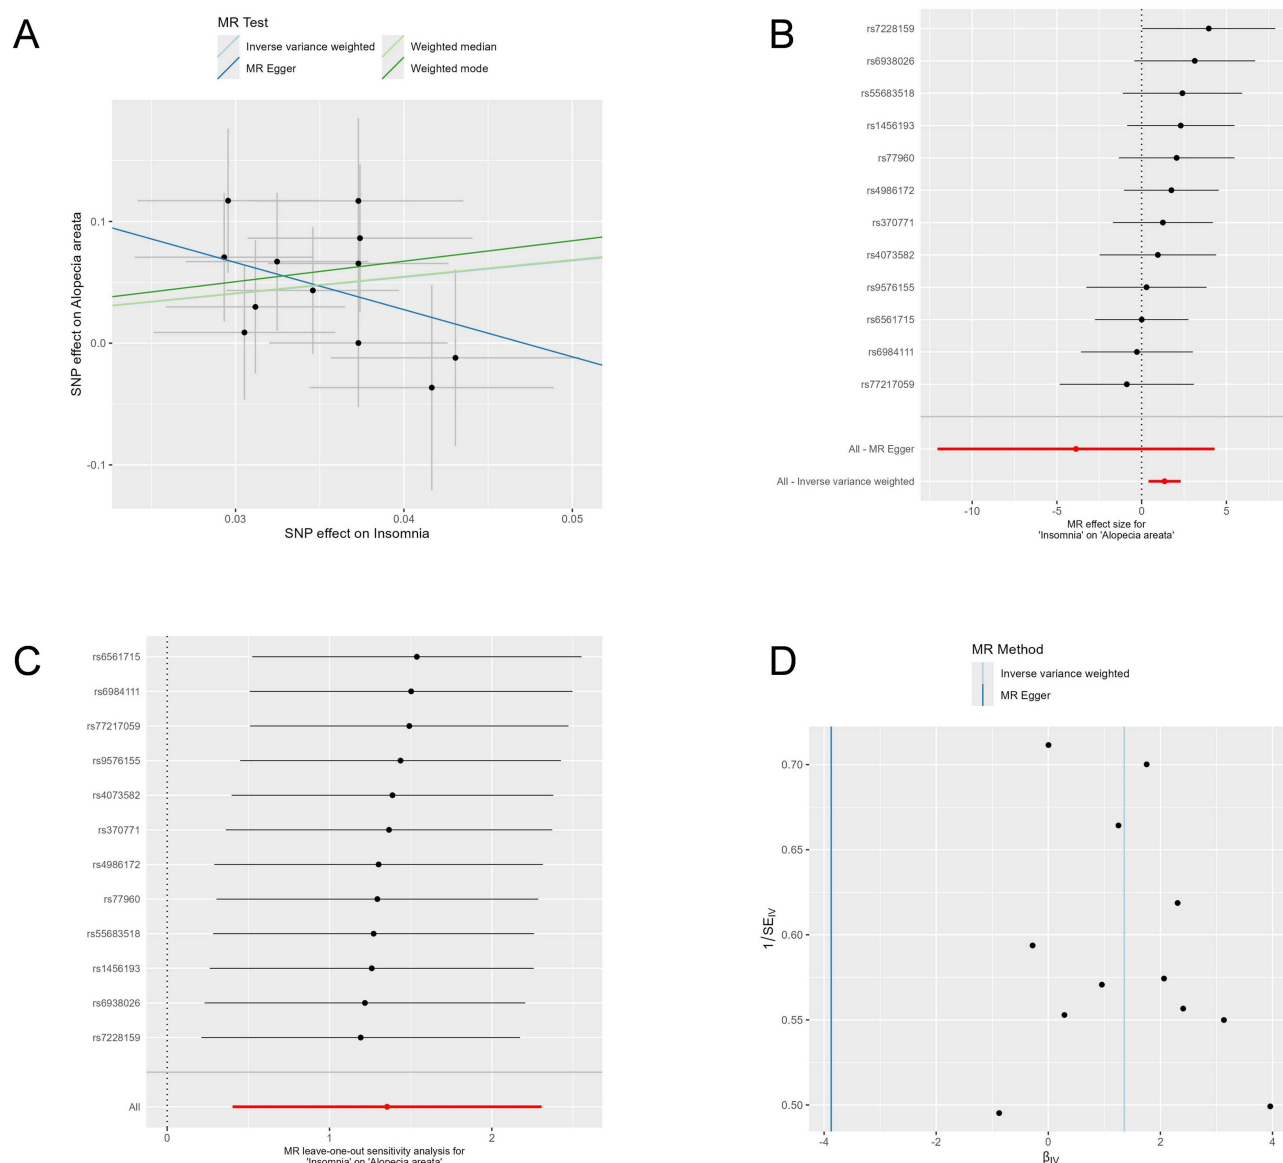 A
MR Test
Inverse variance weighted
Weighted median
MR Egger
Weighted mode
SNP effect on Alopecia areata
0.1
0.0
-0.1
0.03
0.04
0.05
SNP effect on Insomnia
B
rs7228159
rs6938026
rs55683518
rs1456193
rs77960
rs4986172
rs370771
rs4073582
rs9576155
rs6561715
rs6984111
rs77217059
All - MR Egger
All - Inverse variance weighted
-10
-5
0
5
MR effect size for
'Insomnia' on 'Alopecia areata'
C
rs6561715
rs6984111
rs77217059
rs9576155
rs4073582
rs370771
rs4986172
rs77960
rs55683518
rs1456193
rs6938026
rs7228159
All
0
1
2
MR leave-one-out sensitivity analysis for
'Insomnia' on 'Alopecia areata'
D
MR Method
Inverse variance weighted
MR Egger
1/SE_IV
0.70
0.65
0.60
0.55
0.50
-4
-2
0
2
4
β_IV